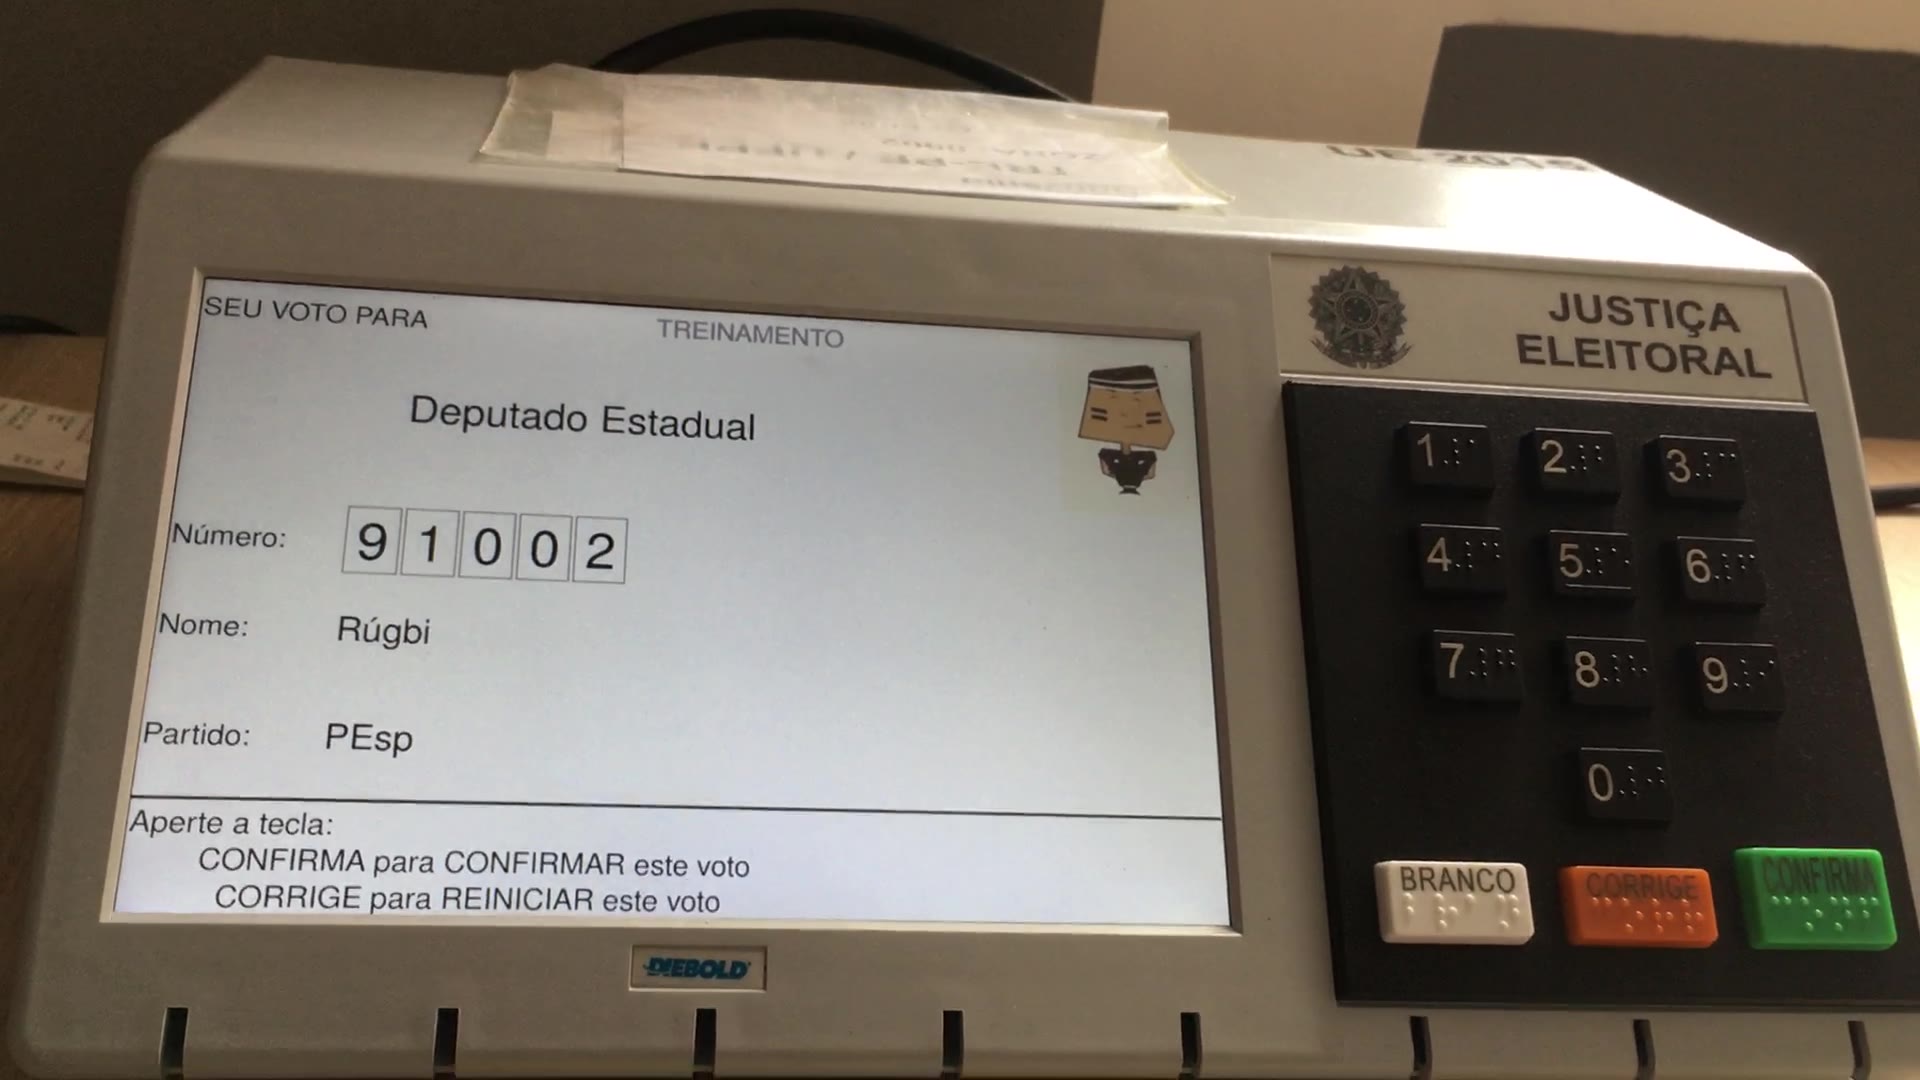 UE 2015
JUSTIÇA
ELEITORAL
SEU VOTO PARA
TREINAMENTO
Deputado Estadual
Número: 9 1 0 0 2
Nome: Rúgbi
Partido: PEsp
Aperte a tecla:
CONFIRMA para CONFIRMAR este voto
CORRIGE para REINICIAR este voto
1 2 3
4 5 6
7 8 9
0
BRANCO CORRIGE CONFIRMA
DIEBOLD